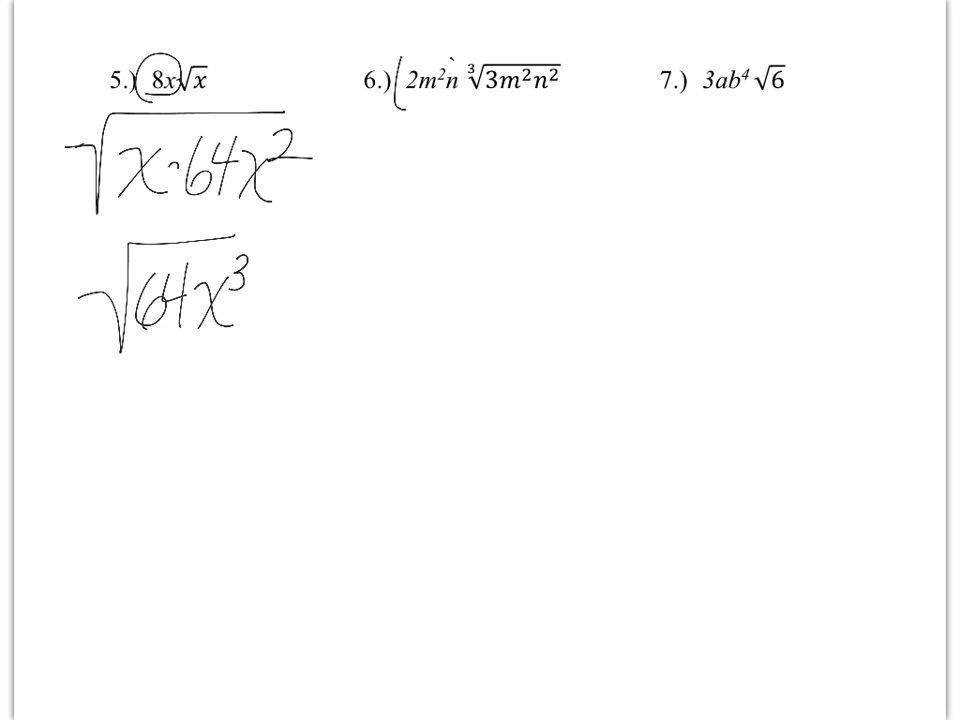 5.) 8x√x
6.) (2m²n ∛3m²n²
7.) 3ab⁴ √6
√x·64x²
√64x³